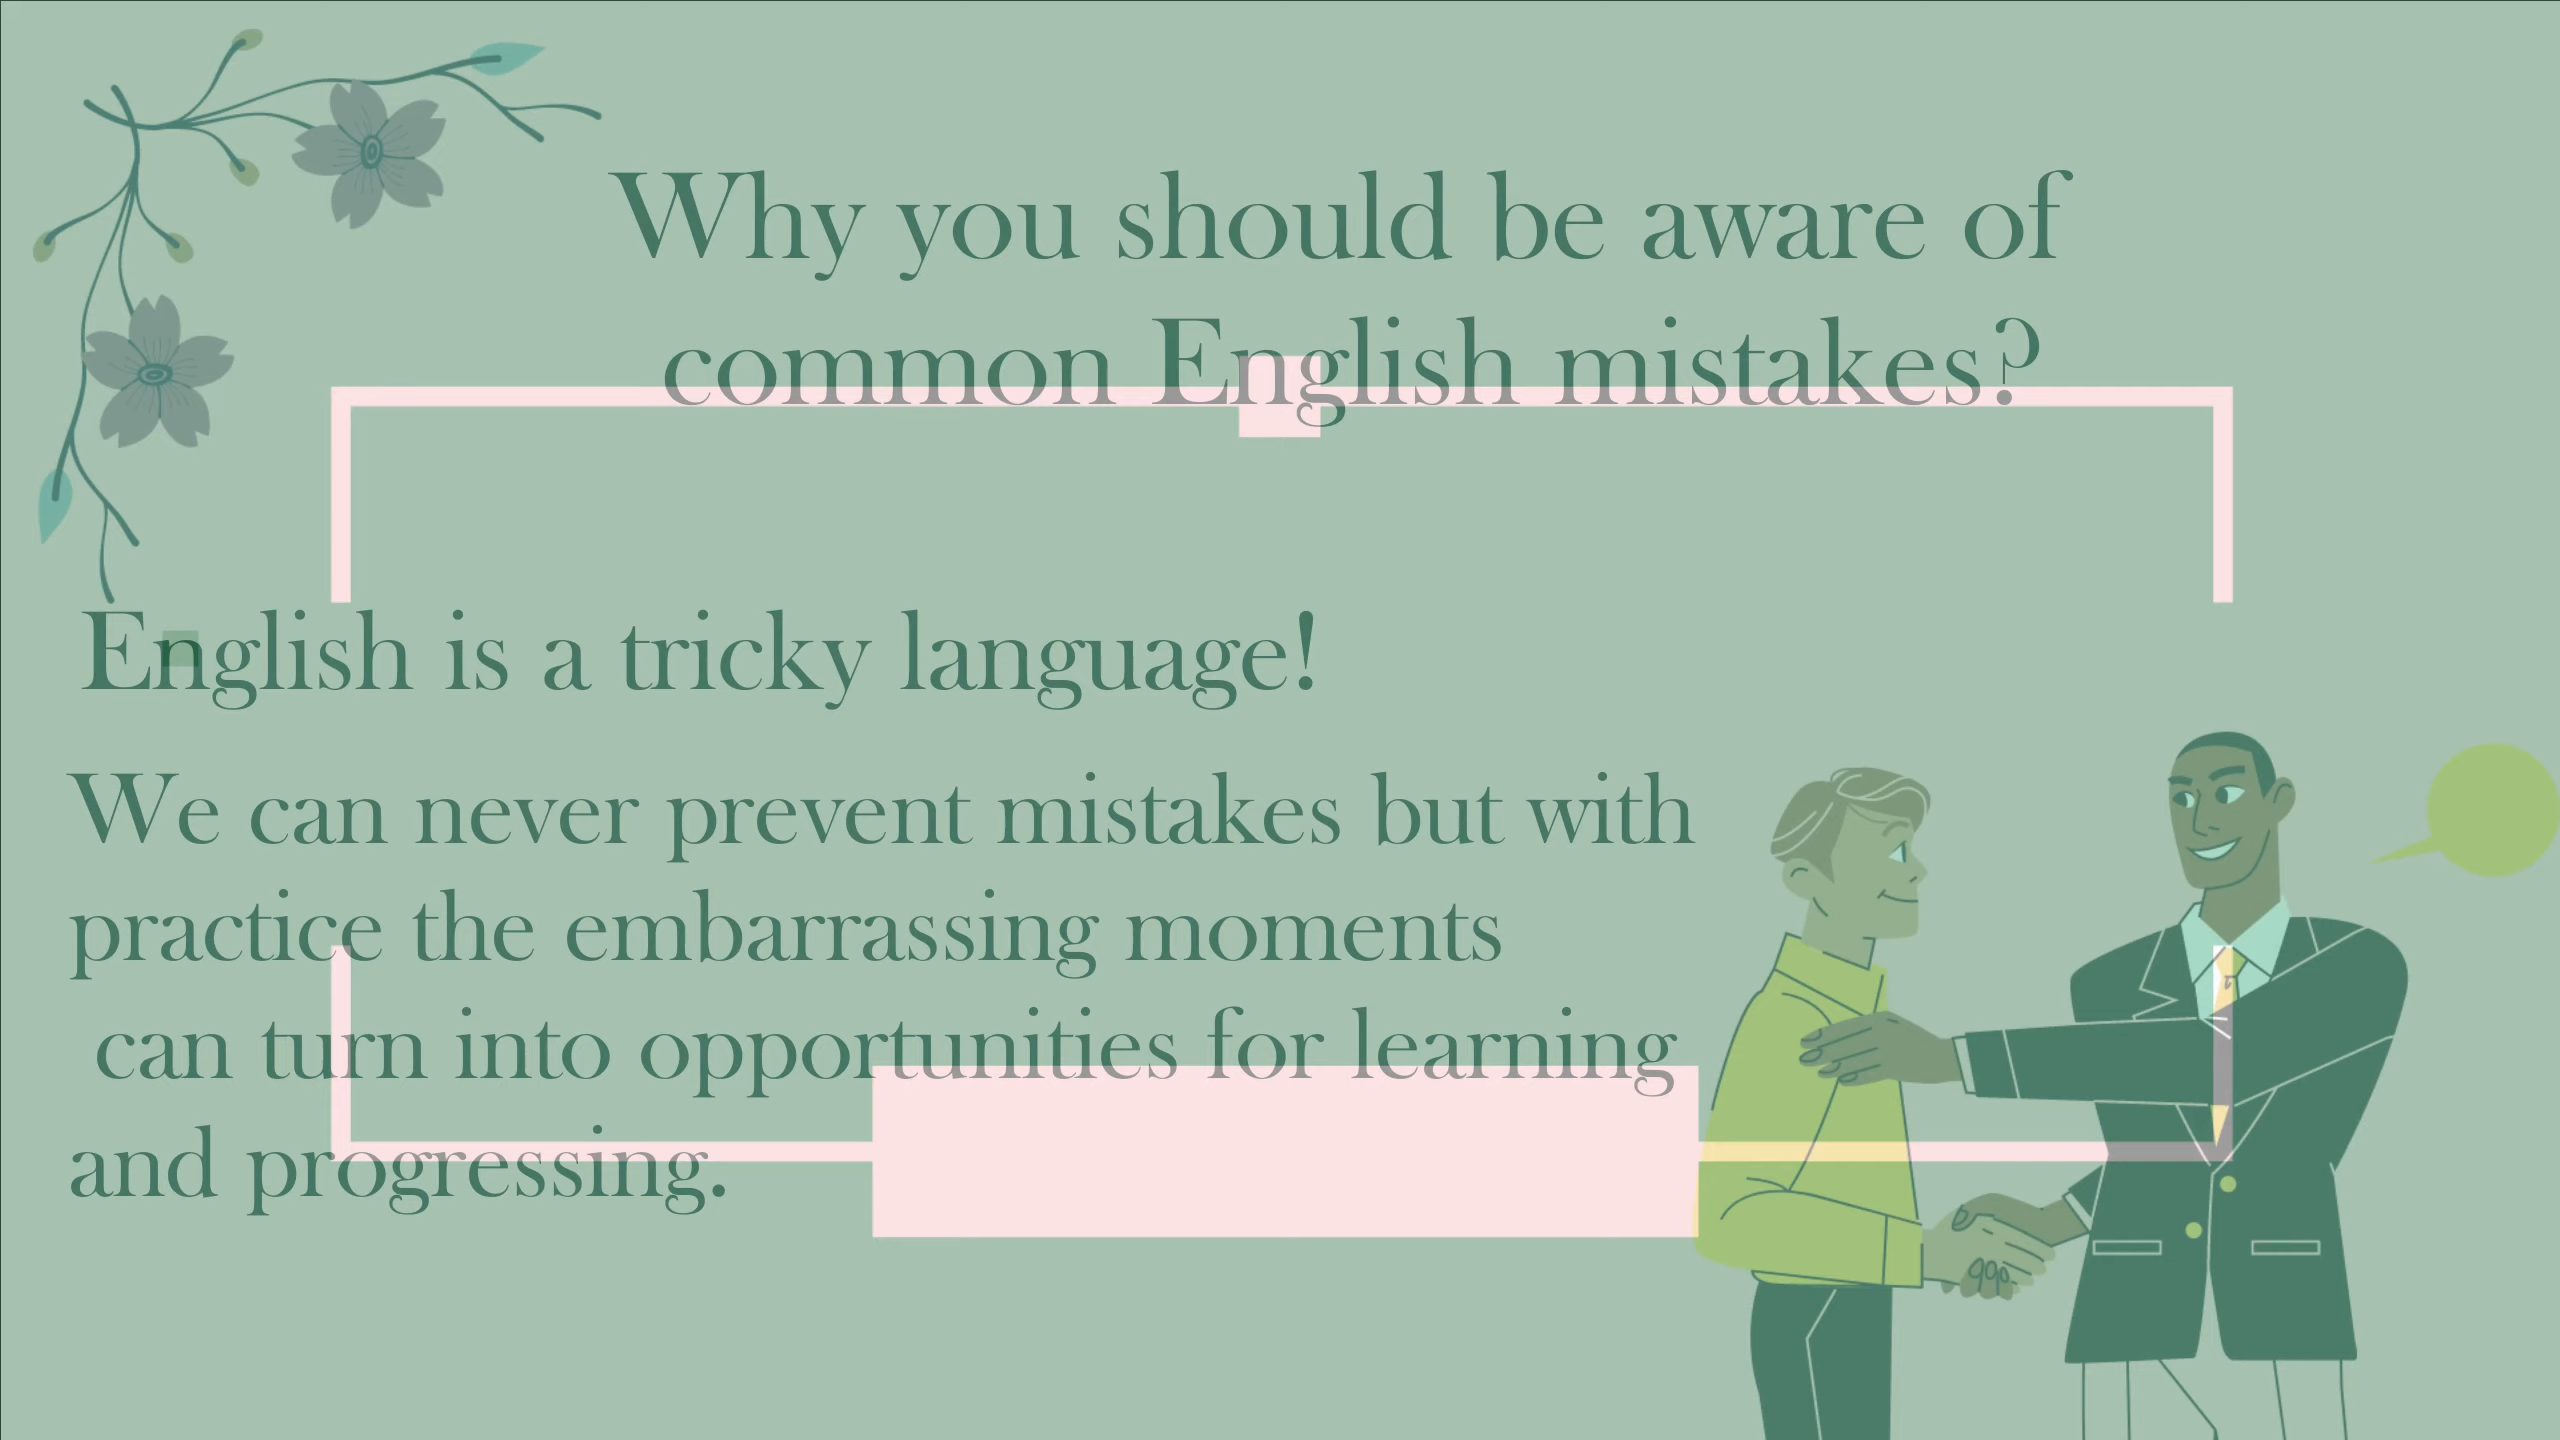 Why you should be aware of
common English mistakes?
English is a tricky language!
We can never prevent mistakes but with
practice the embarrassing moments
can turn into opportunities for learning
and progressing.